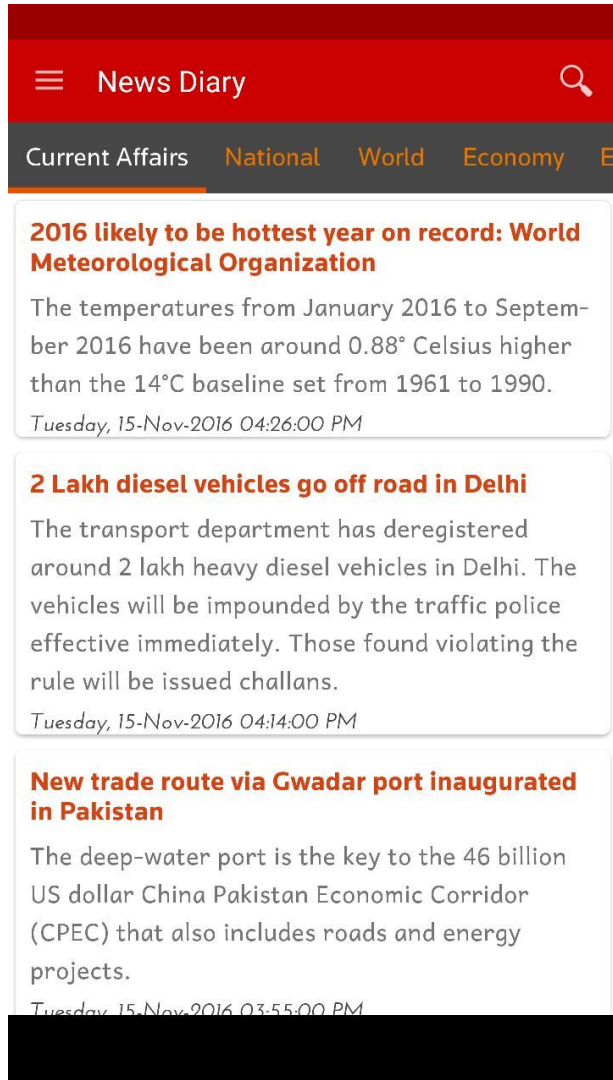 News Diary
Current Affairs National World Economy E
2016 likely to be hottest year on record: World
Meteorological Organization
The temperatures from January 2016 to Septem-
ber 2016 have been around 0.88° Celsius higher
than the 14°C baseline set from 1961 to 1990.
Tuesday, 15-Nov-2016 04:26:00 PM
2 Lakh diesel vehicles go off road in Delhi
The transport department has deregistered
around 2 lakh heavy diesel vehicles in Delhi. The
vehicles will be impounded by the traffic police
effective immediately. Those found violating the
rule will be issued challans.
Tuesday, 15-Nov-2016 04:14:00 PM
New trade route via Gwadar port inaugurated
in Pakistan
The deep-water port is the key to the 46 billion
US dollar China Pakistan Economic Corridor
(CPEC) that also includes roads and energy
projects.
Tuesday, 15-Nov-2016 03:55:00 PM